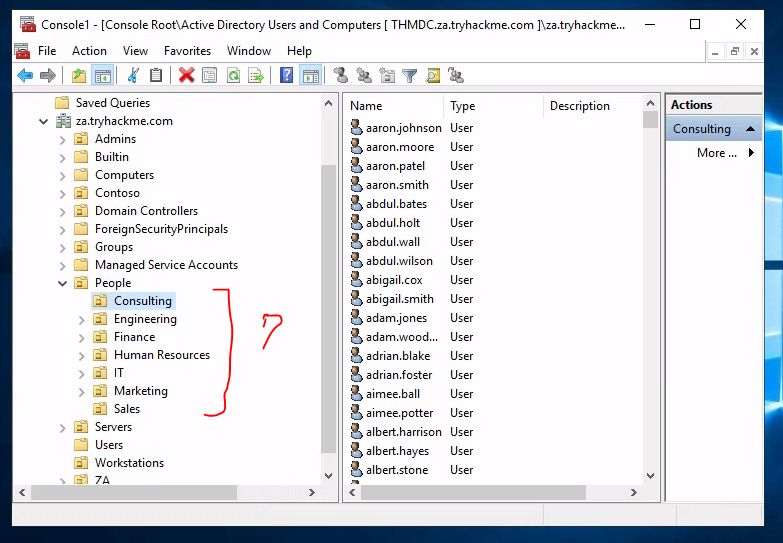 Console1 - [Console Root\Active Directory Users and Computers [ THMDC.za.tryhackme.com ]\za.tryhackme...
File Action View Favorites Window Help
Saved Queries
za.tryhackme.com
Admins
Builtin
Computers
Contoso
Domain Controllers
ForeignSecurityPrincipals
Groups
Managed Service Accounts
People
Consulting
Engineering
Finance
Human Resources
IT
Marketing
Sales
Servers
Users
Workstations
ZA
7
Name Type Description
aaron.johnson User
aaron.moore User
aaron.patel User
aaron.smith User
abdul.bates User
abdul.holt User
abdul.wall User
abdul.wilson User
abigail.cox User
abigail.smith User
adam.jones User
adam.wood... User
adrian.blake User
adrian.foster User
aimee.ball User
aimee.potter User
albert.harrison User
albert.hayes User
albert.stone User
Actions
Consulting
More ...